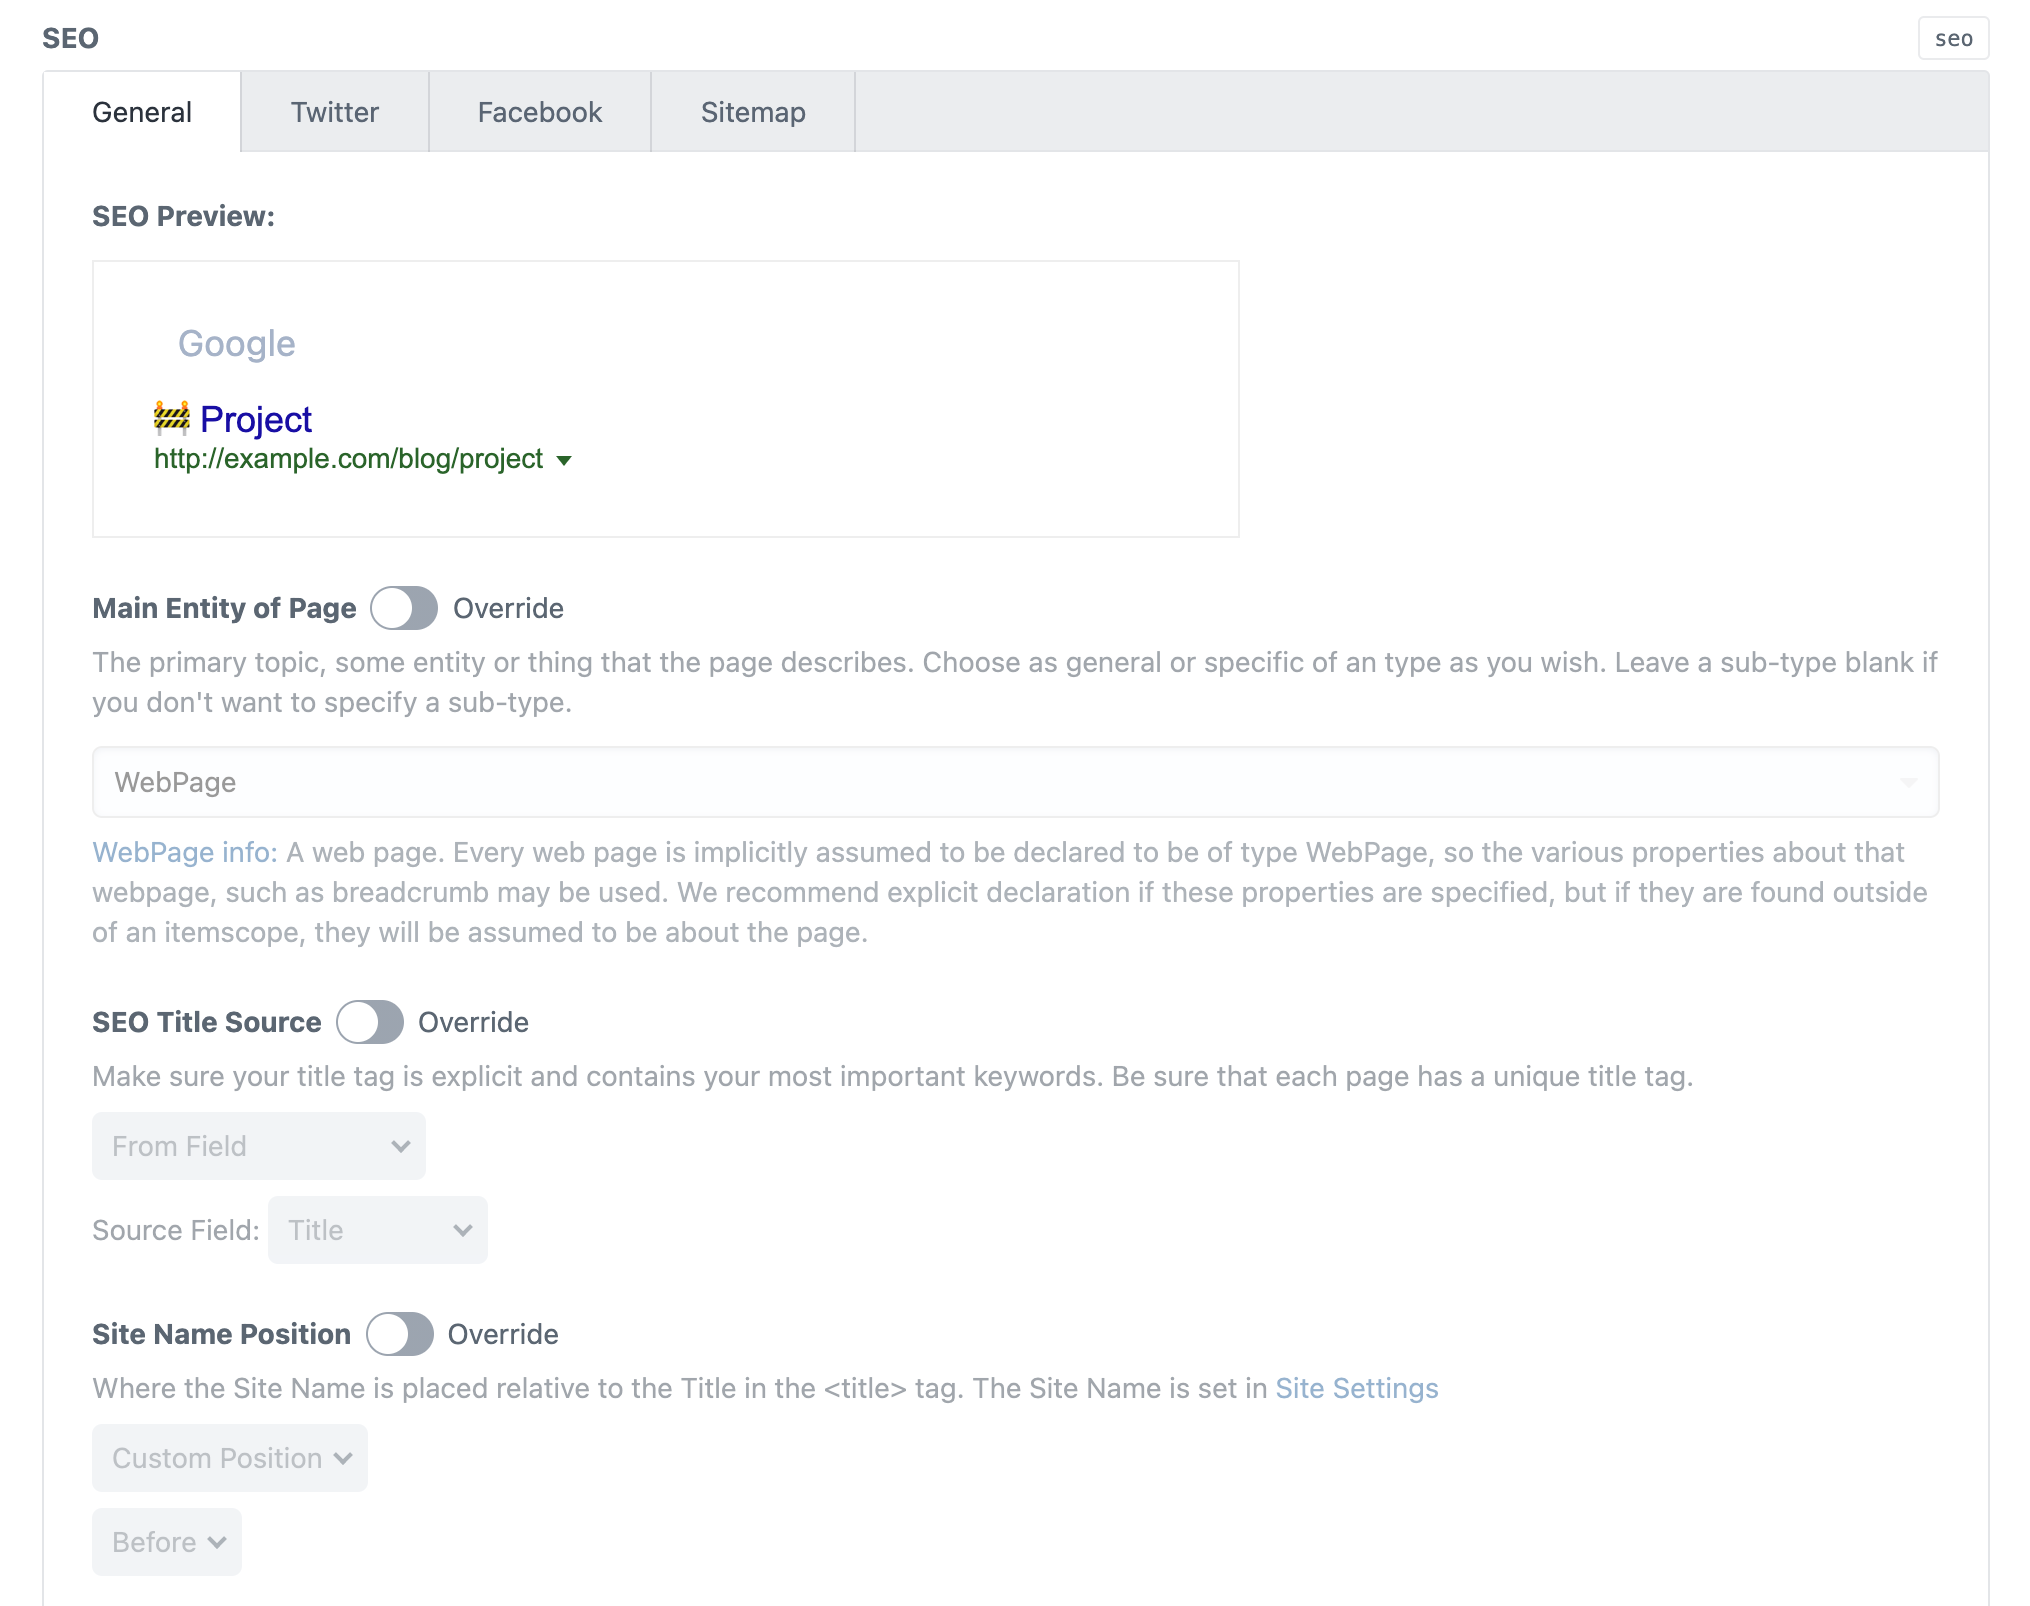 SEO
seo
General
Twitter
Facebook
Sitemap
SEO Preview:
Google
🚧 Project
http://example.com/blog/project
Main Entity of Page Override
The primary topic, some entity or thing that the page describes. Choose as general or specific of an type as you wish. Leave a sub-type blank if
you don't want to specify a sub-type.
WebPage
WebPage info: A web page. Every web page is implicitly assumed to be declared to be of type WebPage, so the various properties about that
webpage, such as breadcrumb may be used. We recommend explicit declaration if these properties are specified, but if they are found outside
of an itemscope, they will be assumed to be about the page.
SEO Title Source Override
Make sure your title tag is explicit and contains your most important keywords. Be sure that each page has a unique title tag.
From Field
Source Field: Title
Site Name Position Override
Where the Site Name is placed relative to the Title in the <title> tag. The Site Name is set in Site Settings
Custom Position
Before